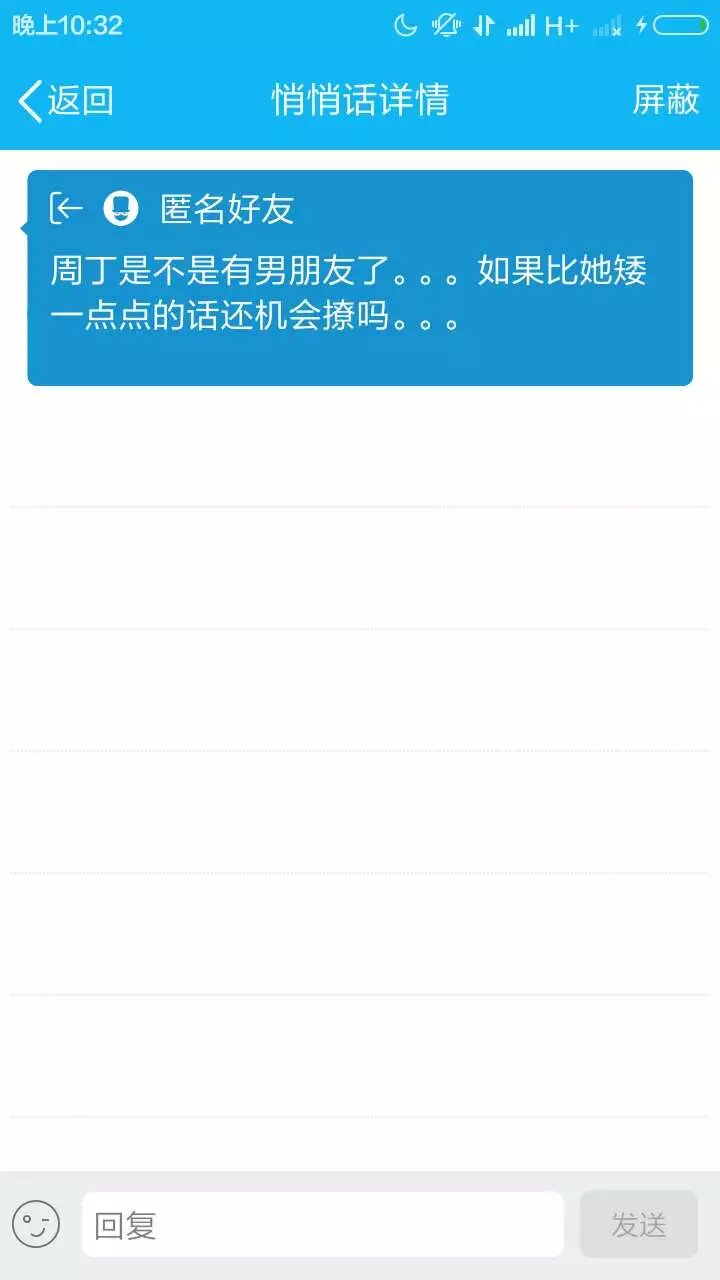 晚上10:32 H+
返回 悄悄话详情 屏蔽
匿名好友
周丁是不是有男朋友了。。。如果比她矮
一点点的话还机会撩吗。。。
回复 发送